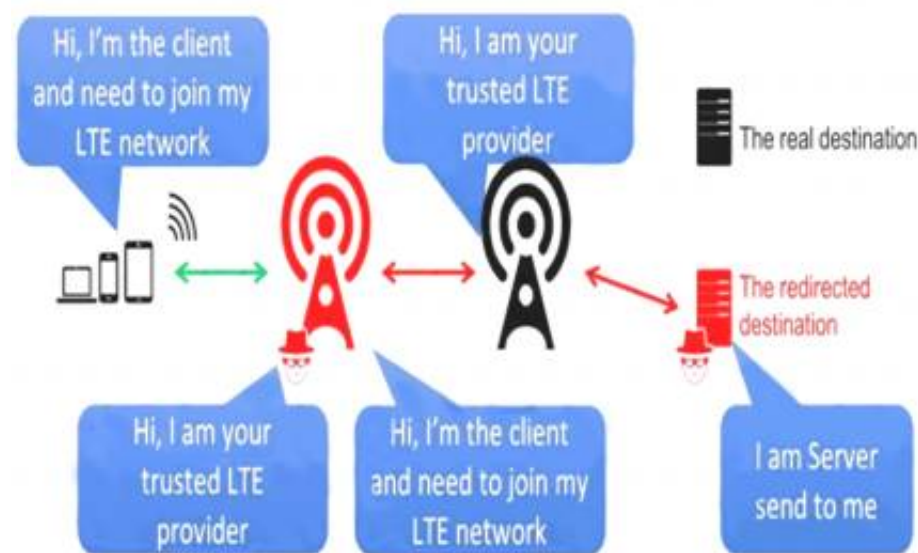 Hi, I'm the client
and need to join my
LTE network
Hi, I am your
trusted LTE
provider
The real destination
The redirected
destination
Hi, I am your
trusted LTE
provider
Hi, I'm the client
and need to join my
LTE network
I am Server
send to me